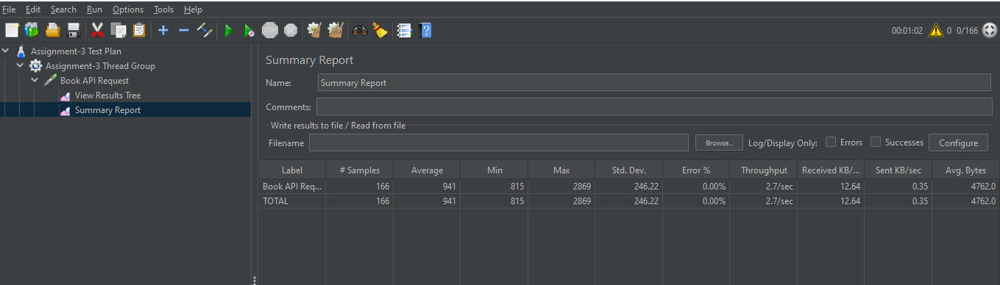 File Edit Search Run Options Tools Help
STOP 00:01:02 0 0/166
Assignment-3 Test Plan
Assignment-3 Thread Group
Book API Request
View Results Tree
Summary Report
Summary Report
Name: Summary Report
Comments:
Write results to file / Read from file
Filename Browse... Log/Display Only: Errors Successes Configure
Label # Samples Average Min Max Std. Dev. Error % Throughput Received KB/... Sent KB/sec Avg. Bytes
Book API Req... 166 941 815 2869 246.22 0.00% 2.7/sec 12.64 0.35 4762.0
TOTAL 166 941 815 2869 246.22 0.00% 2.7/sec 12.64 0.35 4762.0